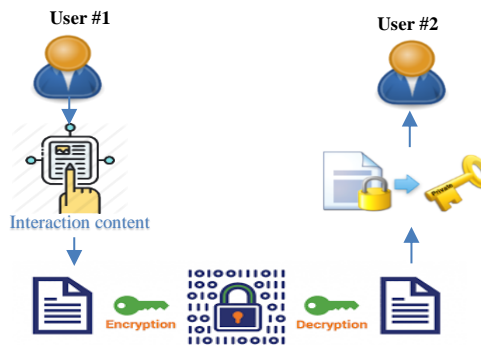 User #1
User #2
Interaction content
Private
Encryption
Decryption